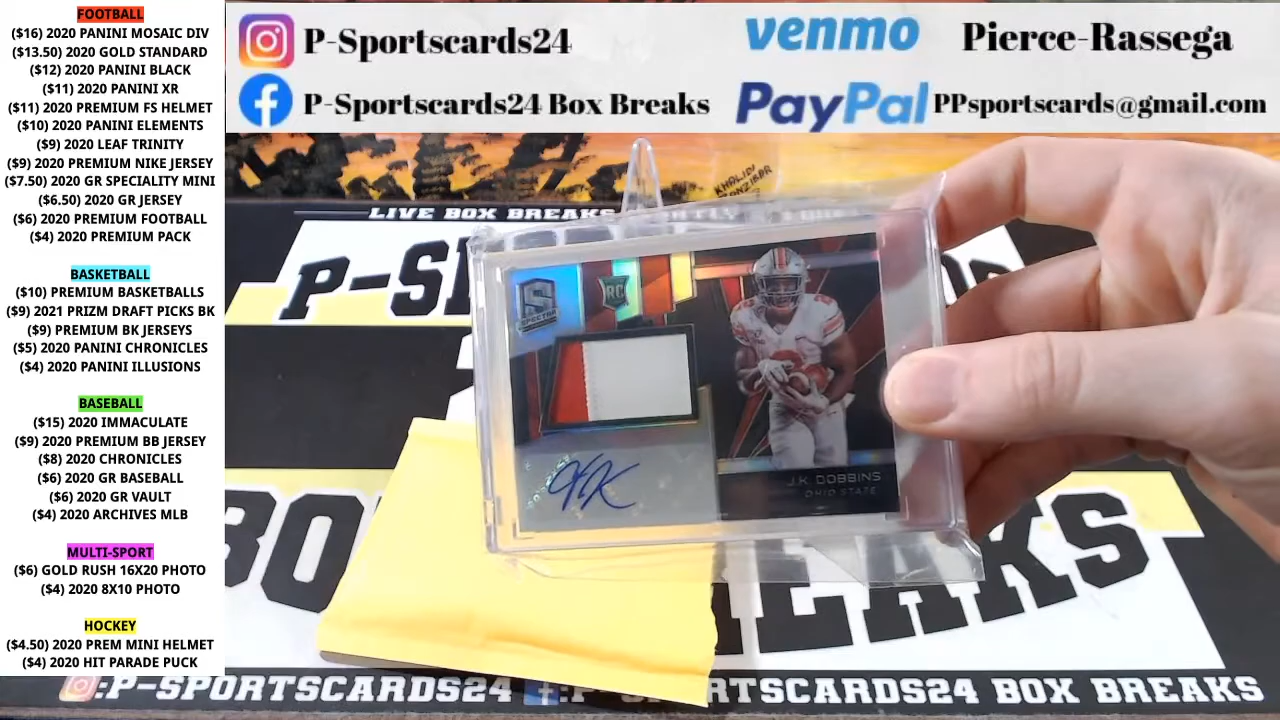 FOOTBALL
($16) 2020 PANINI MOSAIC DIV
($13.50) 2020 GOLD STANDARD
($12) 2020 PANINI BLACK
($11) 2020 PANINI XR
($11) 2020 PREMIUM FS HELMET
($10) 2020 PANINI ELEMENTS
($9) 2020 LEAF TRINITY
($9) 2020 PREMIUM NIKE JERSEY
($7.50) 2020 GR SPECIALITY MINI
($6.50) 2020 GR JERSEY
($6) 2020 PREMIUM FOOTBALL
($4) 2020 PREMIUM PACK
BASKETBALL
($10) PREMIUM BASKETBALLS
($9) 2021 PRIZM DRAFT PICKS BK
($9) PREMIUM BK JERSEYS
($5) 2020 PANINI CHRONICLES
($4) 2020 PANINI ILLUSIONS
BASEBALL
($15) 2020 IMMACULATE
($9) 2020 PREMIUM BB JERSEY
($8) 2020 CHRONICLES
($6) 2020 GR BASEBALL
($6) 2020 GR VAULT
($4) 2020 ARCHIVES MLB
MULTI-SPORT
($6) GOLD RUSH 16X20 PHOTO
($4) 2020 8X10 PHOTO
HOCKEY
($4.50) 2020 PREM MINI HELMET
($4) 2020 HIT PARADE PUCK
P-Sportscards24
venmo Pierce-Rassega
P-Sportscards24 Box Breaks
PayPal PPsportscards@gmail.com
LIVE BOX BREAKS
P-S
SPECTRA
RC
J.K. DOBBINS
OHIO STATE
BO
REAKS
:P-SPORTSCARDS24 :P- RTSCARDS24 BOX BREAKS